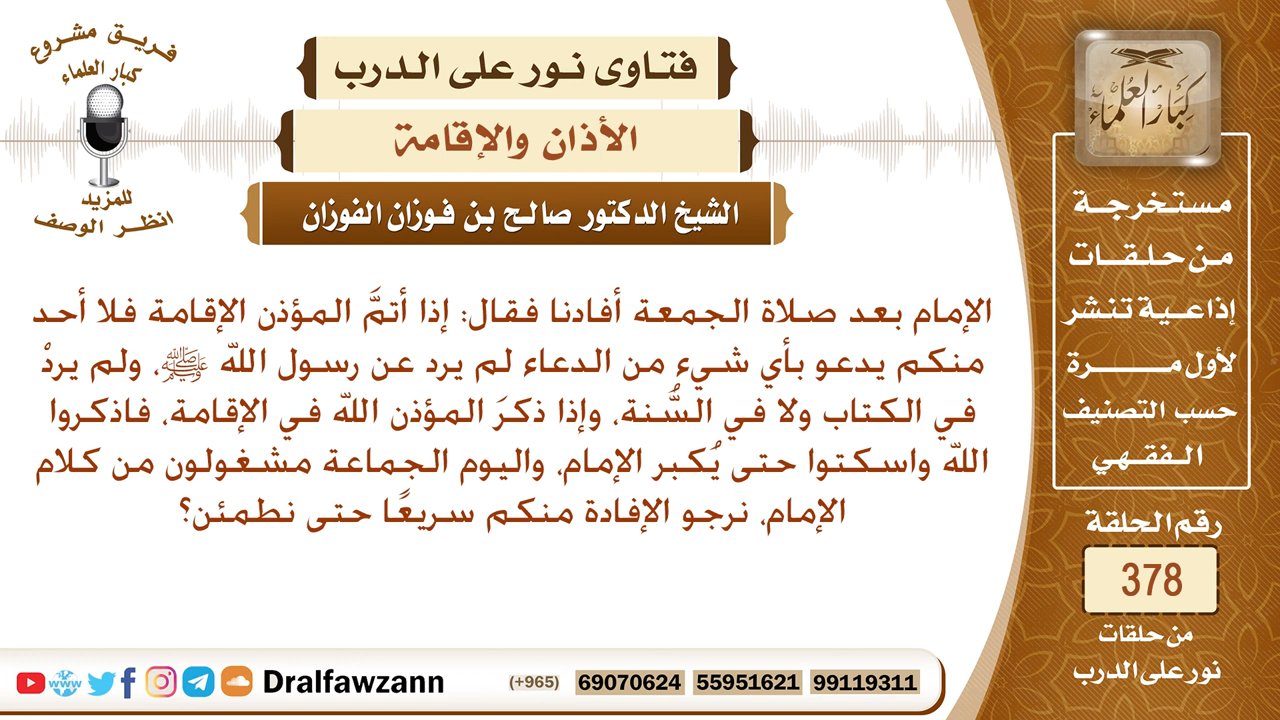 فريق مشروع
كبار العلماء
للمزيد
انظر الوصف
فتاوى نور على الدرب
الأذان والإقامة
الشيخ الدكتور صالح بن فوزان الفوزان
الإمام بعد صلاة الجمعة أفادنا فقال: إذا أتمَّ المؤذن الإقامة فلا أحد
منكم يدعو بأي شيء من الدعاء لم يرد عن رسول الله ﷺ، ولم يردْ
في الكتاب ولا في السُّنة، وإذا ذكرَ المؤذن الله في الإقامة، فاذكروا
الله واسكتوا حتى يُكبر الإمام، واليوم الجماعة مشغولون من كلام
الإمام، نرجو الإفادة منكم سريعًا حتى نطمئن؟
كبار العلماء
مستخرجة
من حلقات
إذاعية تنشر
لأول مرة
حسب التصنيف
الفقهي
رقم الحلقة
378
من حلقات
نور على الدرب
www Dralfawzann (+965) 69070624 55951621 99119311